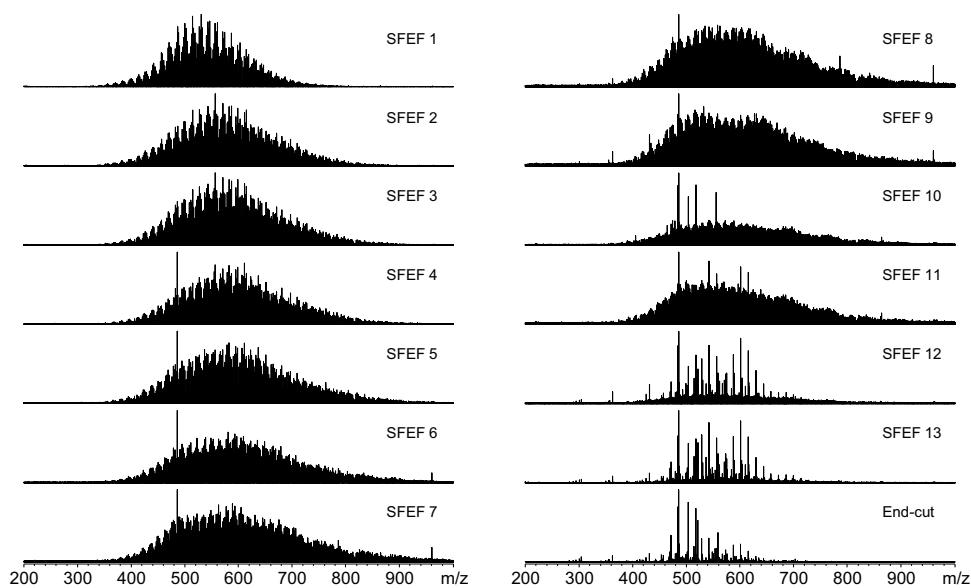 SFEF 1
SFEF 2
SFEF 3
SFEF 4
SFEF 5
SFEF 6
SFEF 7
200 300 400 500 600 700 800 900 m/z
SFEF 8
SFEF 9
SFEF 10
SFEF 11
SFEF 12
SFEF 13
End-cut
200 300 400 500 600 700 800 900 m/z